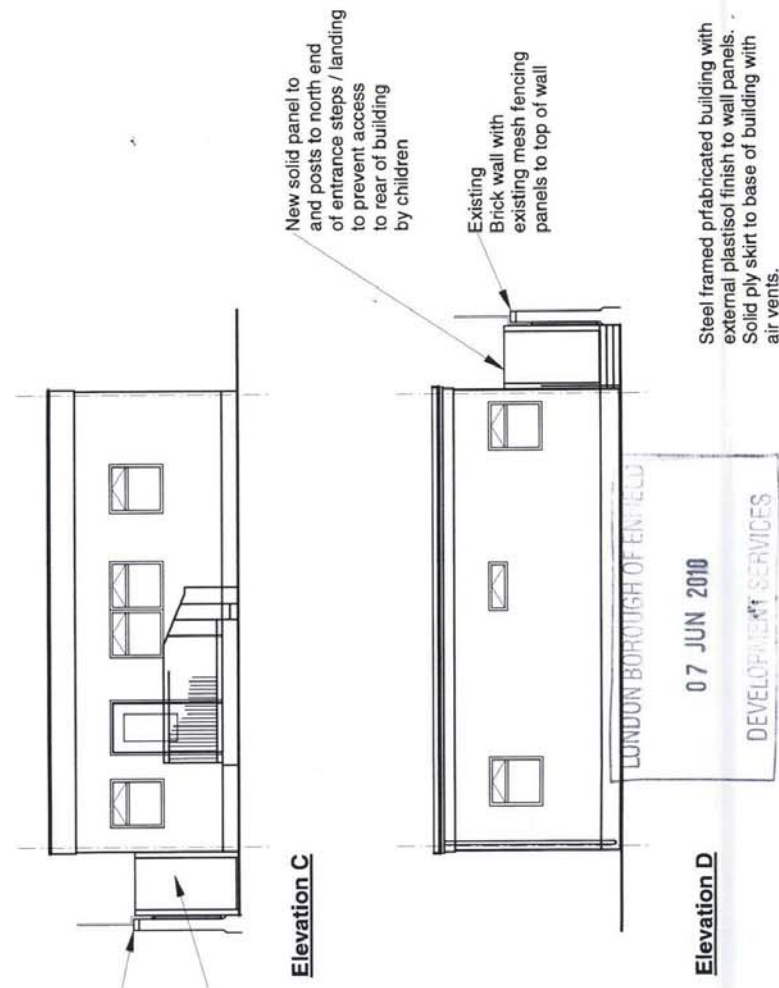 New solid panel to
and posts to north end
of entrance steps / landing
to prevent access
to rear of building
by children
Existing
Brick wall with
existing mesh fencing
panels to top of wall
Elevation C
Steel framed prfabricated building with
external plastisol finish to wall panels.
Solid ply skirt to base of building with
air vents.
LONDON BOROUGH OF ENFIELD
07 JUN 2010
DEVELOPMENT SERVICES
Elevation D